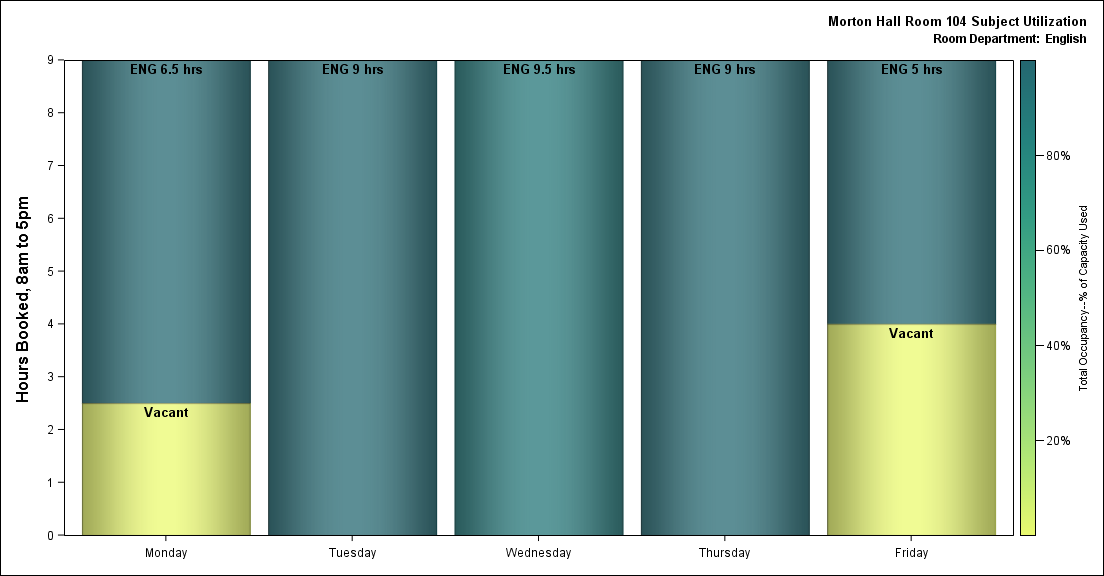 Morton Hall Room 104 Subject Utilization
Room Department: English
Hours Booked, 8am to 5pm
9
8
7
6
5
4
3
2
1
0
ENG 6.5 hrs
ENG 9 hrs
ENG 9.5 hrs
ENG 9 hrs
ENG 5 hrs
Vacant
Vacant
Monday
Tuesday
Wednesday
Thursday
Friday
80%
60%
40%
20%
Total Occupancy--% of Capacity Used